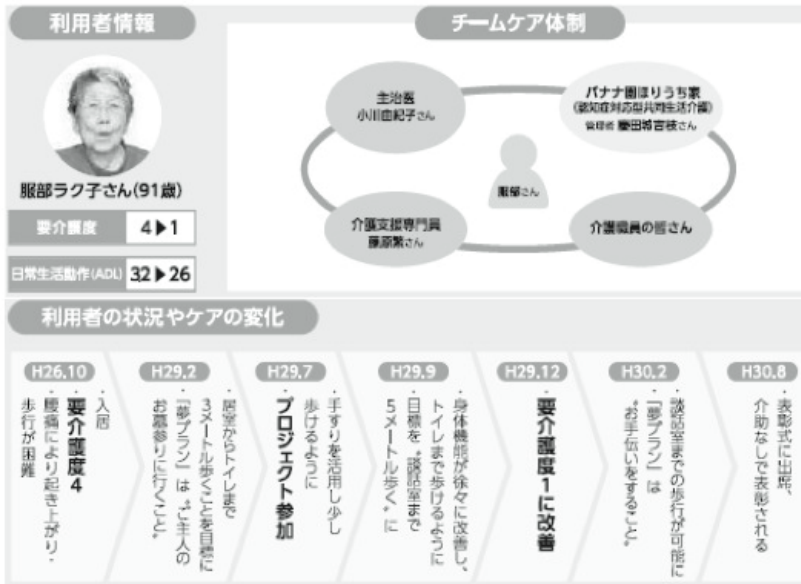 利用者情報
服部ラク子さん(91歳)
要介護度 4▶1
日常生活動作(ADL) 32▶26
チームケア体制
主治医
小川由紀子さん
バナナ園ほりうち家
(認知症対応型共同生活介護)
管理者
さん
服部さん
介護支援専門員
藤原繁さん
介護職員の皆さん
利用者の状況やケアの変化
H26.10
・入居
・要介護度4
・腰痛により起き上がり・
歩行が困難
H29.2
・居室からトイレまで
3メートル歩くことを目標に
・「夢プラン」は“ご主人の
お墓参りに行くこと”
H29.7
・手すりを活用し少し
歩けるように
・プロジェクト参加
H29.9
・身体機能が徐々に改善し、
トイレまで歩けるように
・目標を“談話室まで
5メートル歩く”に
H29.12
・要介護度1に改善
H30.2
・談話室までの歩行が可能に
・「夢プラン」は
“お手伝いをすること”
H30.8
・表彰式に出席、
介助なしで表彰される